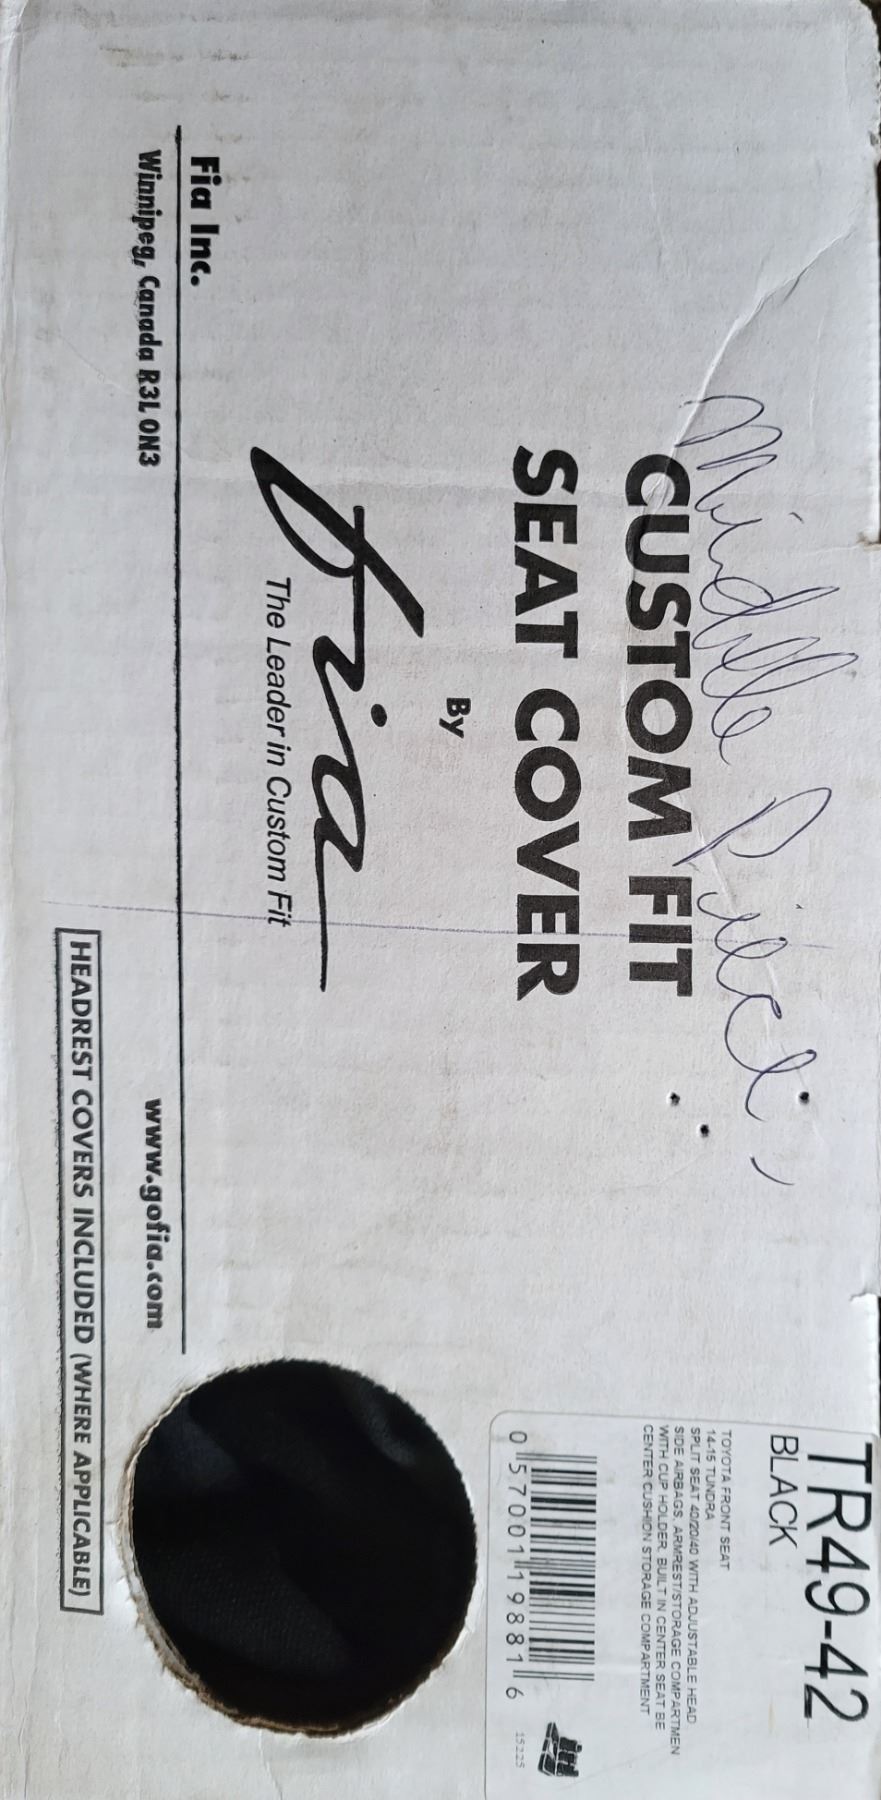 Middle Piece
CUSTOM FIT
SEAT COVER
By
fia
The Leader in Custom Fit
Fia Inc.
Winnipeg, Canada R3L 0N3
www.gofia.com
HEADREST COVERS INCLUDED (WHERE APPLICABLE)
TR49-42
BLACK
TOYOTA FRONT SEAT
14-15 TUNDRA
SPLIT SEAT 40/20/40 WITH ADJUSTABLE HEAD
SIDE AIRBAGS, ARMREST/STORAGE COMPARTMEN
WITH CUP HOLDER, BUILT IN CENTER SEAT BE
CENTER CUSHION STORAGE COMPARTMENT
0 57001 19881 6
15225